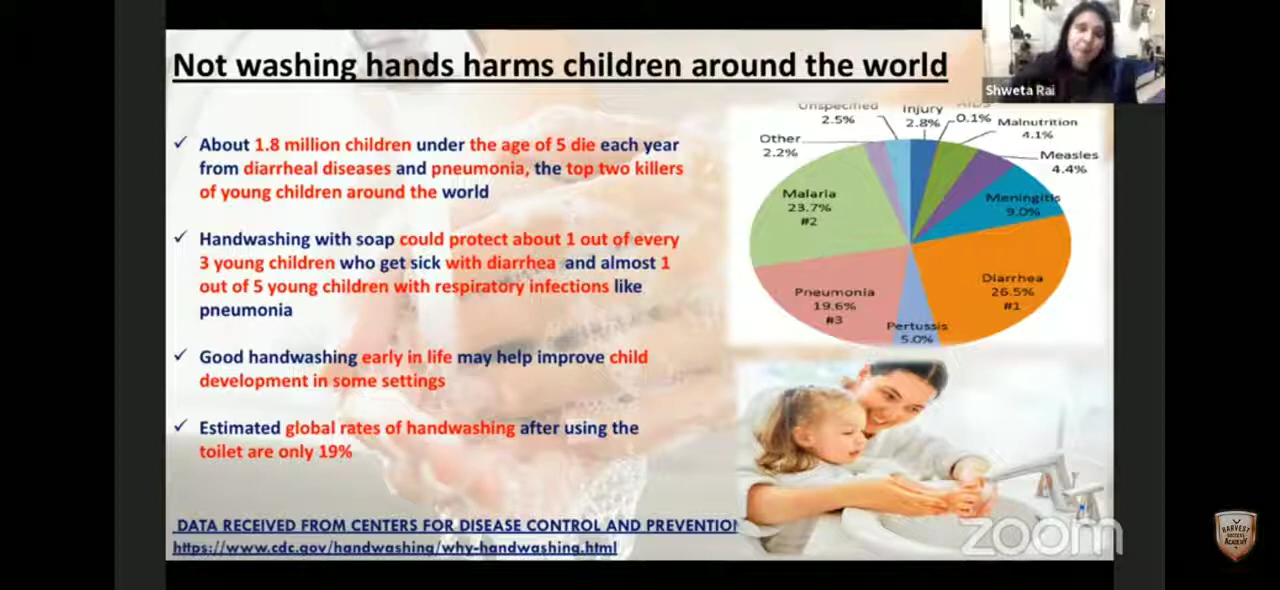 Not washing hands harms children around the world
Shweta Rai
✓ About 1.8 million children under the age of 5 die each year
from diarrheal diseases and pneumonia, the top two killers
of young children around the world
✓ Handwashing with soap could protect about 1 out of every
3 young children who get sick with diarrhea and almost 1
out of 5 young children with respiratory infections like
pneumonia
✓ Good handwashing early in life may help improve child
development in some settings
✓ Estimated global rates of handwashing after using the
toilet are only 19%
DATA RECEIVED FROM CENTERS FOR DISEASE CONTROL AND PREVENTION
https://www.cdc.gov/handwashing/why-handwashing.html
Unspecified
2.5%
Injury
2.8%
AIDS
0.1%
Malnutrition
4.1%
Other
2.2%
Measles
4.4%
Malaria
23.7%
#2
Meningitis
9.0%
Diarrhea
26.5%
#1
Pneumonia
19.6%
#3
Pertussis
5.0%
zoom
HARVEST
SUCCESS
ACADEMY